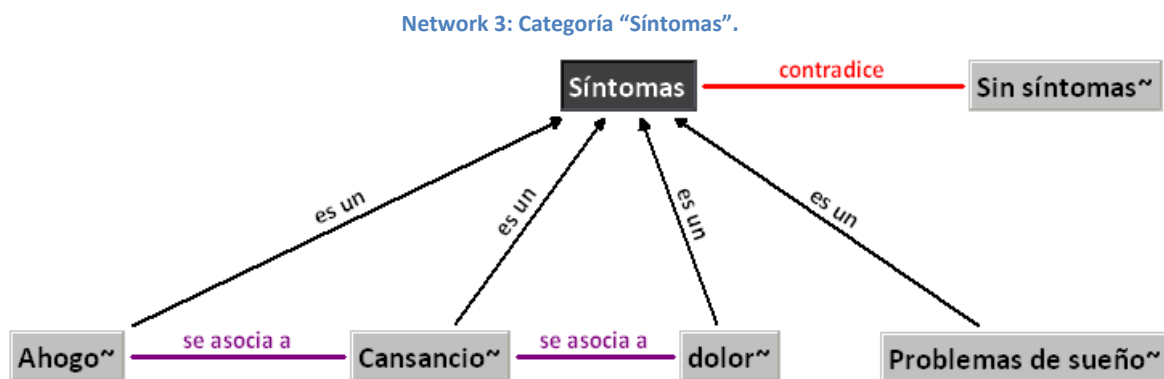 Network 3: Categoría “Síntomas”.
Síntomas
contradice
Sin síntomas~
es un
es un
es un
es un
Ahogo~
se asocia a
Cansancio~
se asocia a
dolor~
Problemas de sueño~